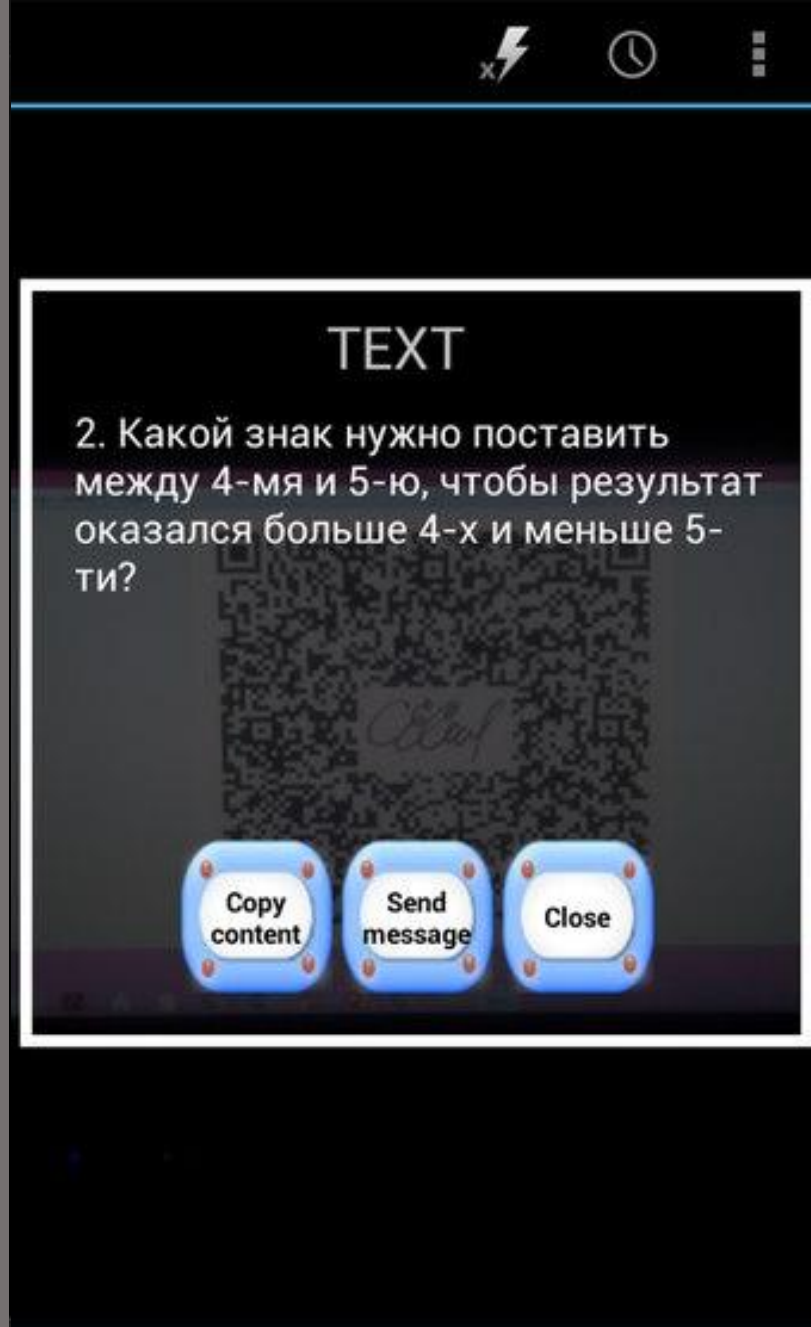 x
TEXT
2. Какой знак нужно поставить
между 4-мя и 5-ю, чтобы результат
оказался больше 4-х и меньше 5-
ти?
Copy
content
Send
message
Close